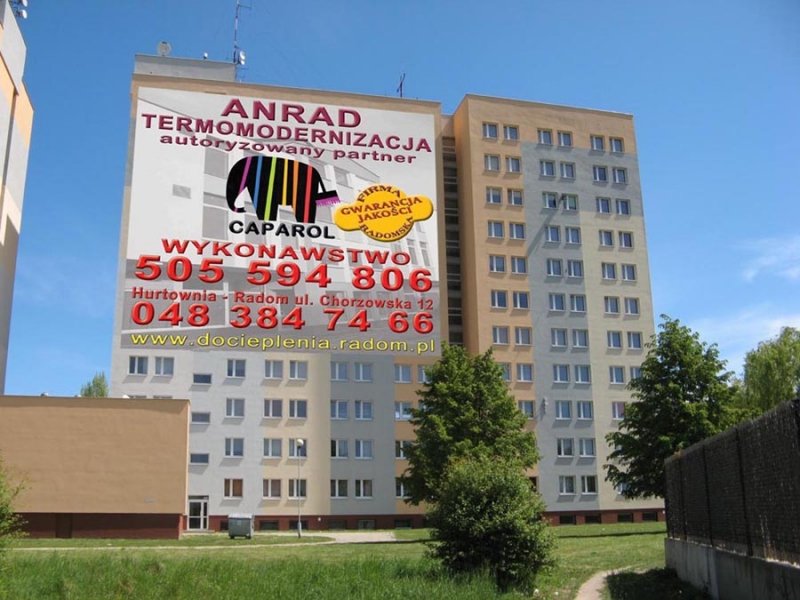 ANRAD
TERMOMODERNIZACJA
autoryzowany partner
CAPAROL
FIRMA
GWARANCJA
JAKOŚCI
RADOMSKA
WYKONAWSTWO
505 594 806
Hurtownia - Radom ul. Chorzowska 12
048 384 74 66
www.docieplenia.radom.pl